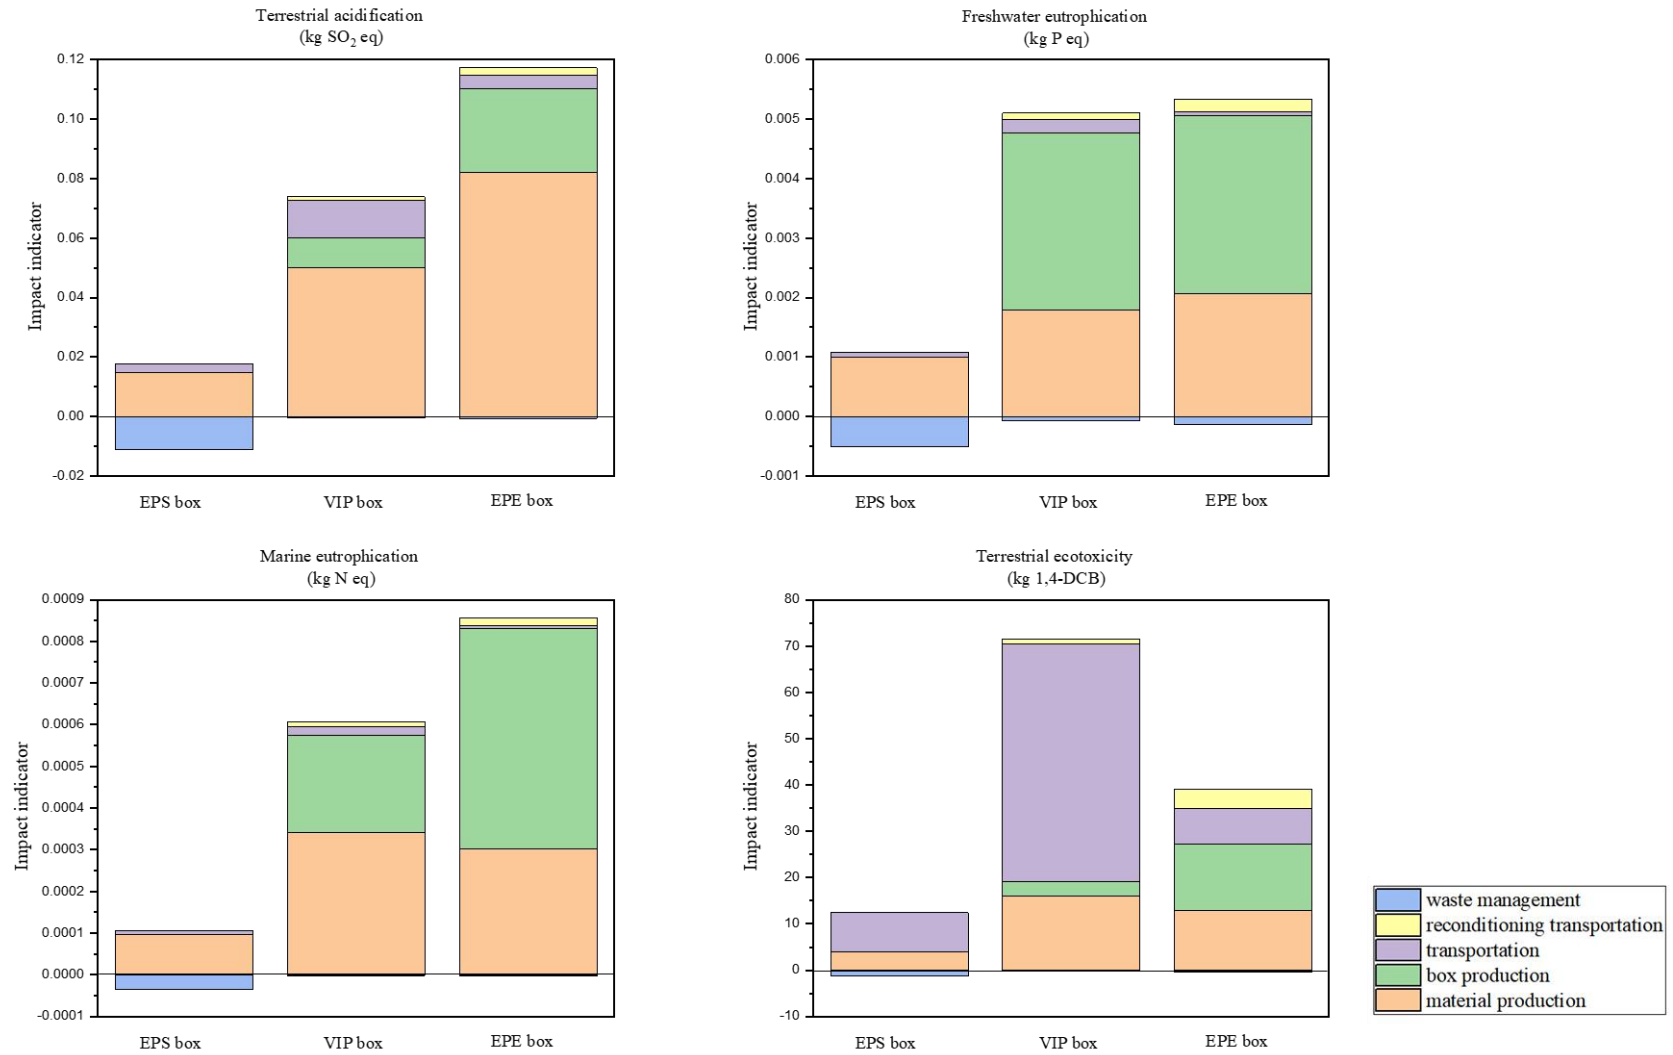 Terrestrial acidification
(kg SO2 eq)
Impact indicator
0.12
0.10
0.08
0.06
0.04
0.02
0.00
-0.02
EPS box
VIP box
EPE box
Freshwater eutrophication
(kg P eq)
Impact indicator
0.006
0.005
0.004
0.003
0.002
0.001
0.000
-0.001
EPS box
VIP box
EPE box
Marine eutrophication
(kg N eq)
Impact indicator
0.0009
0.0008
0.0007
0.0006
0.0005
0.0004
0.0003
0.0002
0.0001
0.0000
-0.0001
EPS box
VIP box
EPE box
Terrestrial ecotoxicity
(kg 1,4-DCB)
Impact indicator
80
70
60
50
40
30
20
10
0
-10
EPS box
VIP box
EPE box
waste management
reconditioning transportation
transportation
box production
material production